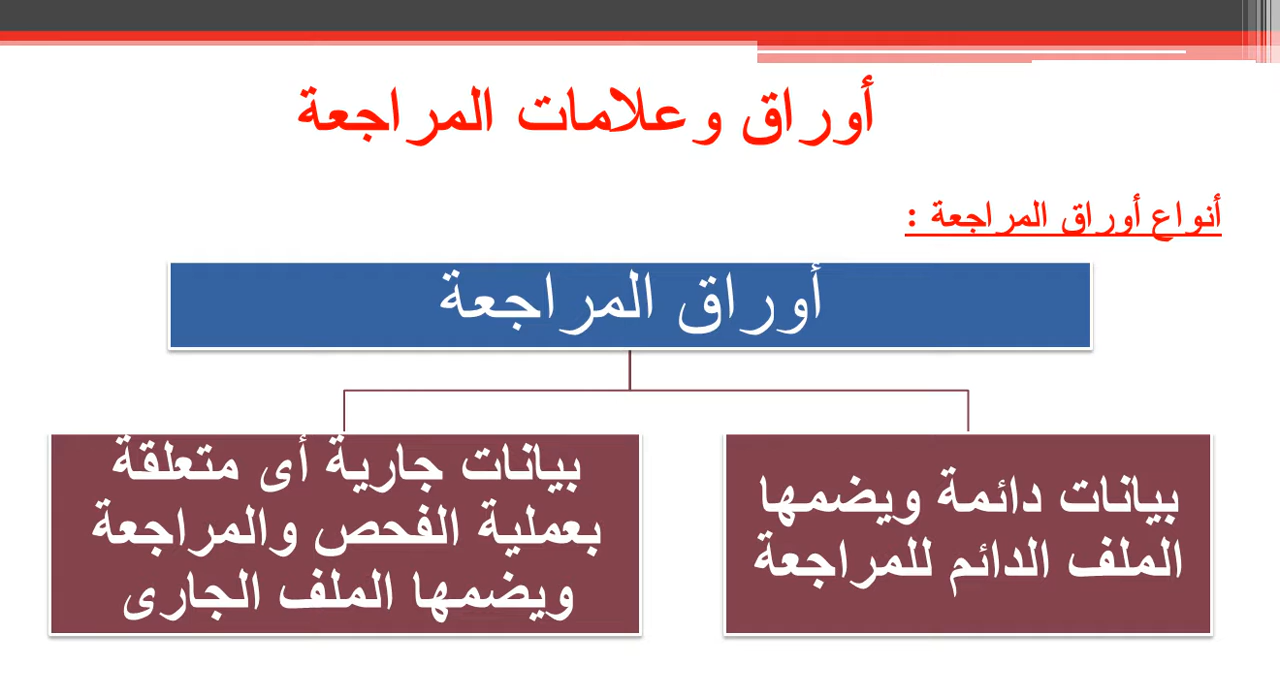 أوراق وعلامات المراجعة
أنواع أوراق المراجعة :
أوراق المراجعة
بيانات دائمة ويضمها
الملف الدائم للمراجعة
بيانات جارية أى متعلقة
بعملية الفحص والمراجعة
ويضمها الملف الجارى